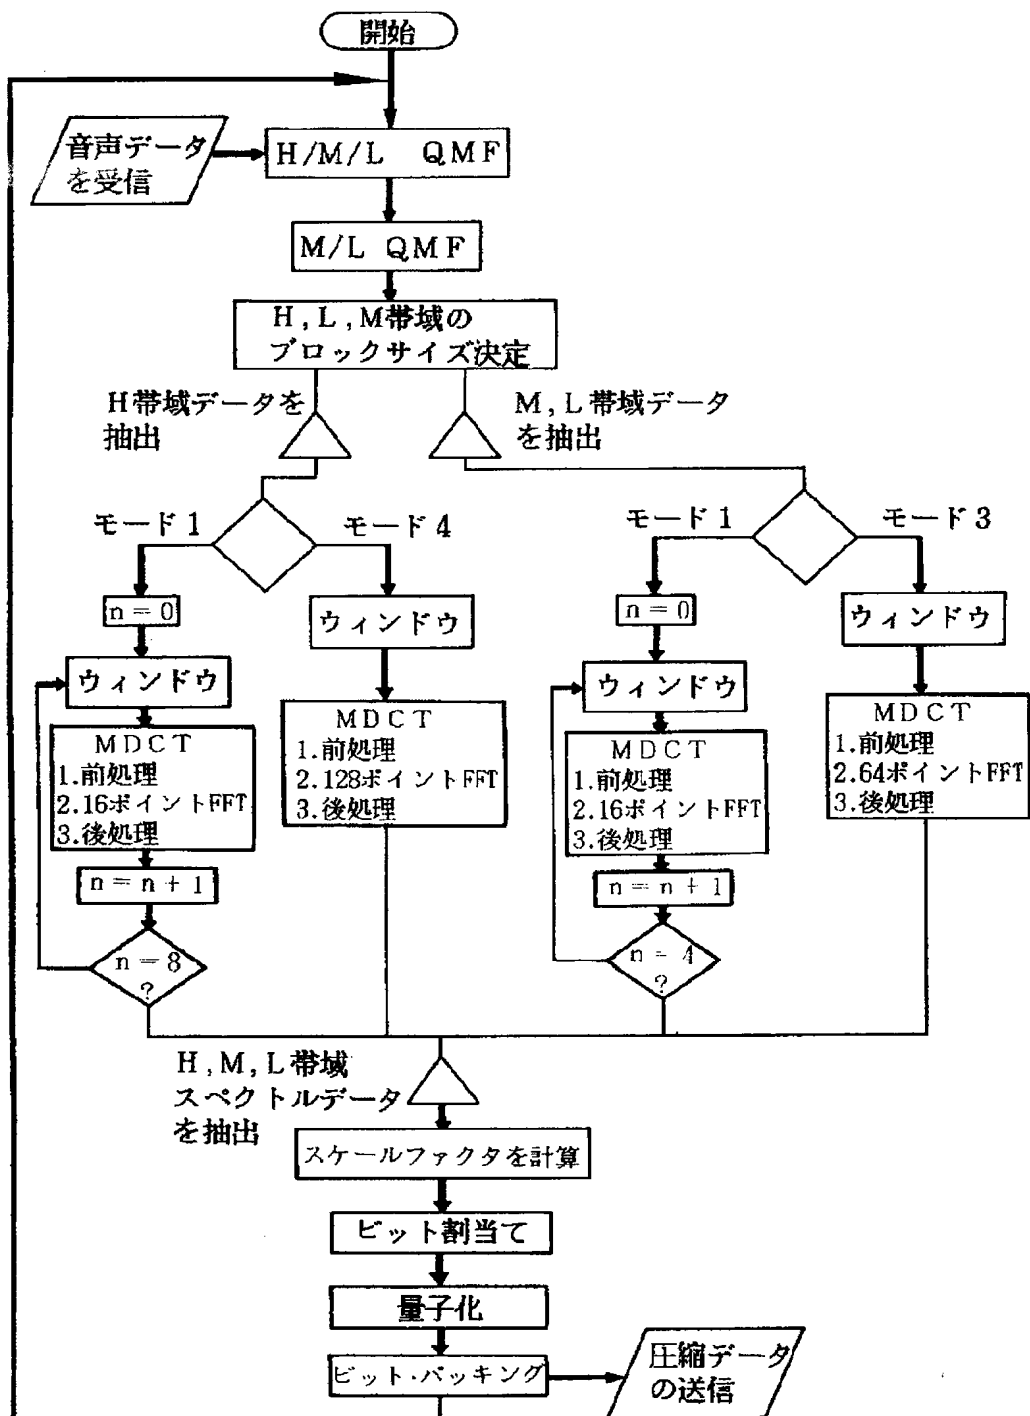 開始
音声データ
を受信
H/M/L QMF
M/L QMF
H,L,M帯域の
ブロックサイズ決定
H帯域データを
抽出
M,L帯域データ
を抽出
モード1
モード4
モード1
モード3
n=0
ウィンドウ
n=0
ウィンドウ
ウィンドウ
MDCT
1.前処理
2.16ポイントFFT
3.後処理
MDCT
1.前処理
2.128ポイントFFT
3.後処理
ウィンドウ
MDCT
1.前処理
2.16ポイントFFT
3.後処理
MDCT
1.前処理
2.64ポイントFFT
3.後処理
n=n+1
n=n+1
n=8
?
n-4
?
H,M,L帯域
スペクトルデータ
を抽出
スケールファクタを計算
ビット割当て
量子化
ビット・パッキング
圧縮データ
の送信